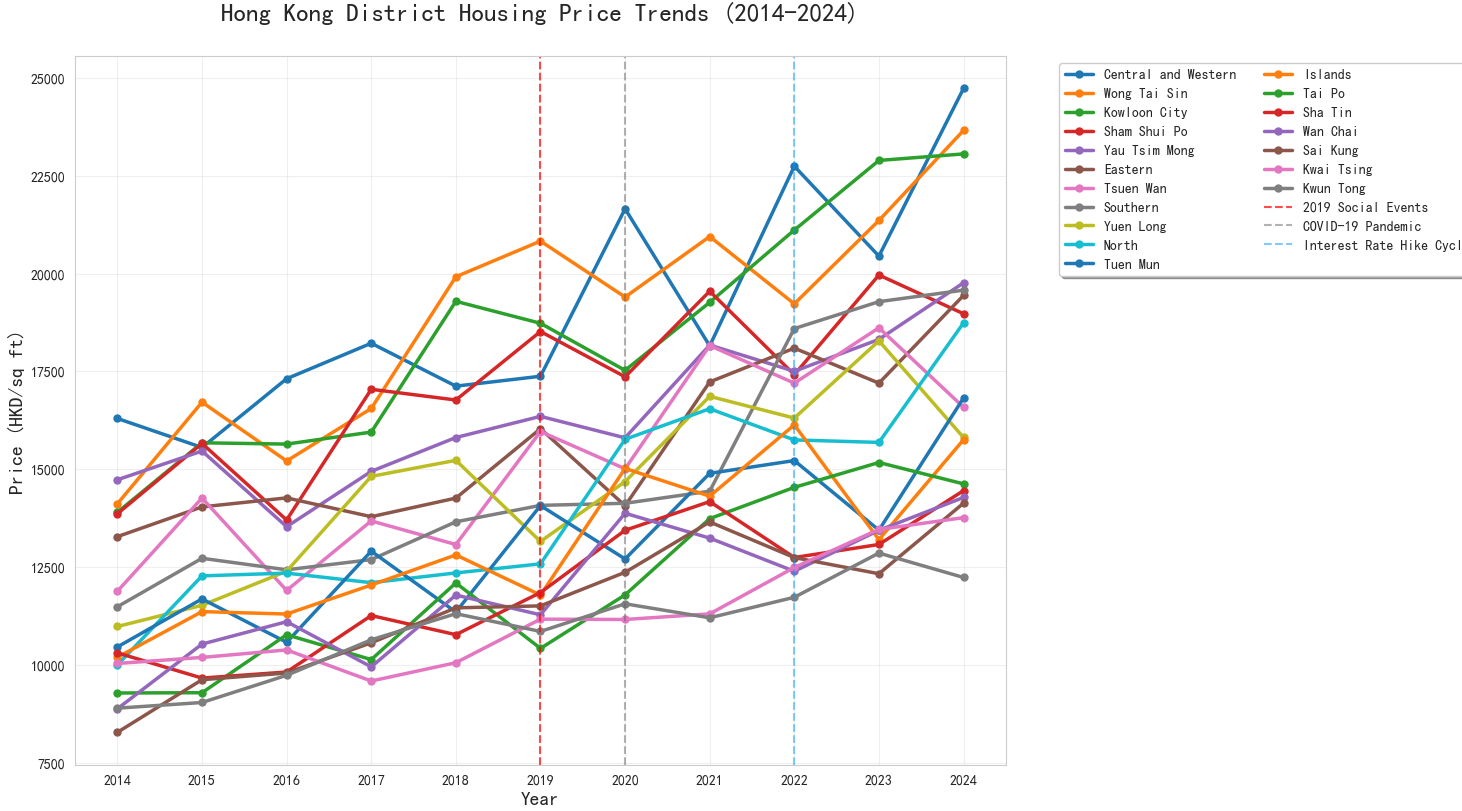 Hong Kong District Housing Price Trends (2014-2024)
Price (HKD/sq ft)
25000
22500
20000
17500
15000
12500
10000
7500
2014 2015 2016 2017 2018 2019 2020 2021 2022 2023 2024
Year
Central and Western
Wong Tai Sin
Kowloon City
Sham Shui Po
Yau Tsim Mong
Eastern
Tsuen Wan
Southern
Yuen Long
North
Tuen Mun
Islands
Tai Po
Sha Tin
Wan Chai
Sai Kung
Kwai Tsing
Kwun Tong
2019 Social Events
COVID-19 Pandemic
Interest Rate Hike Cycl